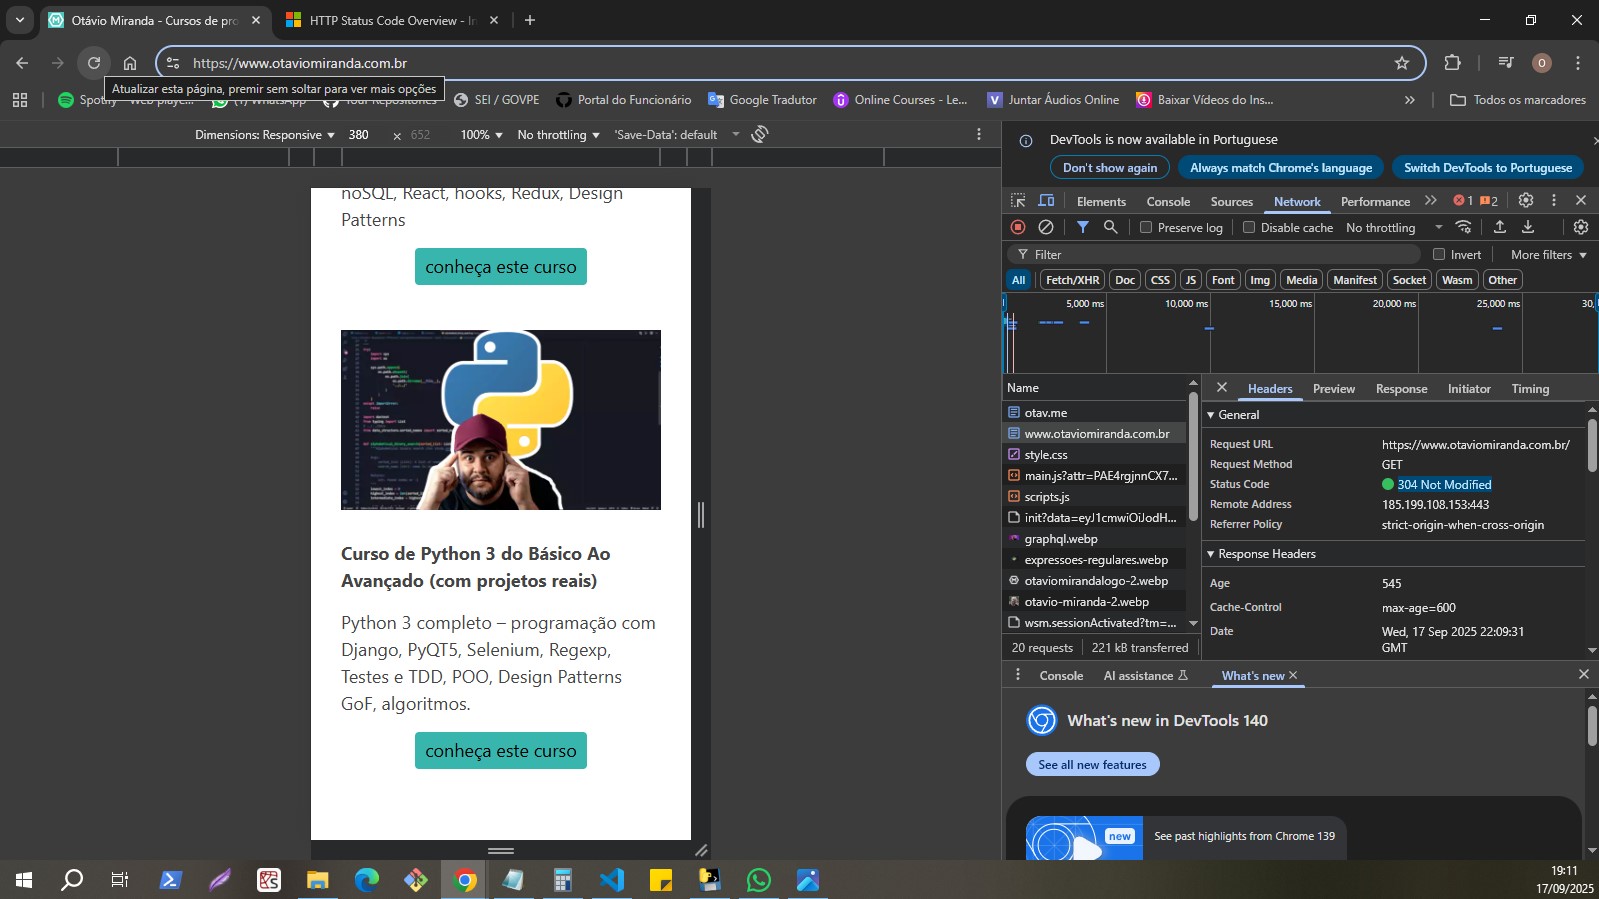 Otávio Miranda - Cursos de pro
HTTP Status Code Overview - In
https://www.otaviomiranda.com.br
O
Atualizar esta página, premir sem soltar para ver mais opções
SEI / GOVPE
Portal do Funcionário
Google Tradutor
Online Courses - Le...
Juntar Áudios Online
Baixar Vídeos do Ins...
Todos os marcadores
Dimensions: Responsive
380
x
652
100%
No throttling
'Save-Data': default
noSQL, React, hooks, Redux, Design
Patterns
conheça este curso
Curso de Python 3 do Básico Ao
Avançado (com projetos reais)
Python 3 completo – programação com
Django, PyQT5, Selenium, Regexp,
Testes e TDD, POO, Design Patterns
GoF, algoritmos.
conheça este curso
DevTools is now available in Portuguese
Don't show again
Always match Chrome's language
Switch DevTools to Portuguese
Elements
Console
Sources
Network
Performance
1
2
Preserve log
Disable cache
No throttling
Filter
Invert
More filters
All
Fetch/XHR
Doc
CSS
JS
Font
Img
Media
Manifest
Socket
Wasm
Other
5,000 ms
10,000 ms
15,000 ms
20,000 ms
25,000 ms
30,
Name
otav.me
www.otaviomiranda.com.br
style.css
main.js?attr=PAE4rgjnnCX7...
scripts.js
init?data=eyJ1cmwiOiJodH...
graphql.webp
expressoes-regulares.webp
otaviomirandalogo-2.webp
otavio-miranda-2.webp
wsm.sessionActivated?tm=...
20 requests
221 kB transferred
Headers
Preview
Response
Initiator
Timing
General
Request URL
https://www.otaviomiranda.com.br/
Request Method
GET
Status Code
304 Not Modified
Remote Address
185.199.108.153:443
Referrer Policy
strict-origin-when-cross-origin
Response Headers
Age
545
Cache-Control
max-age=600
Date
Wed, 17 Sep 2025 22:09:31
GMT
Console
AI assistance
What's new
What's new in DevTools 140
See all new features
new
See past highlights from Chrome 139
19:11
17/09/2025